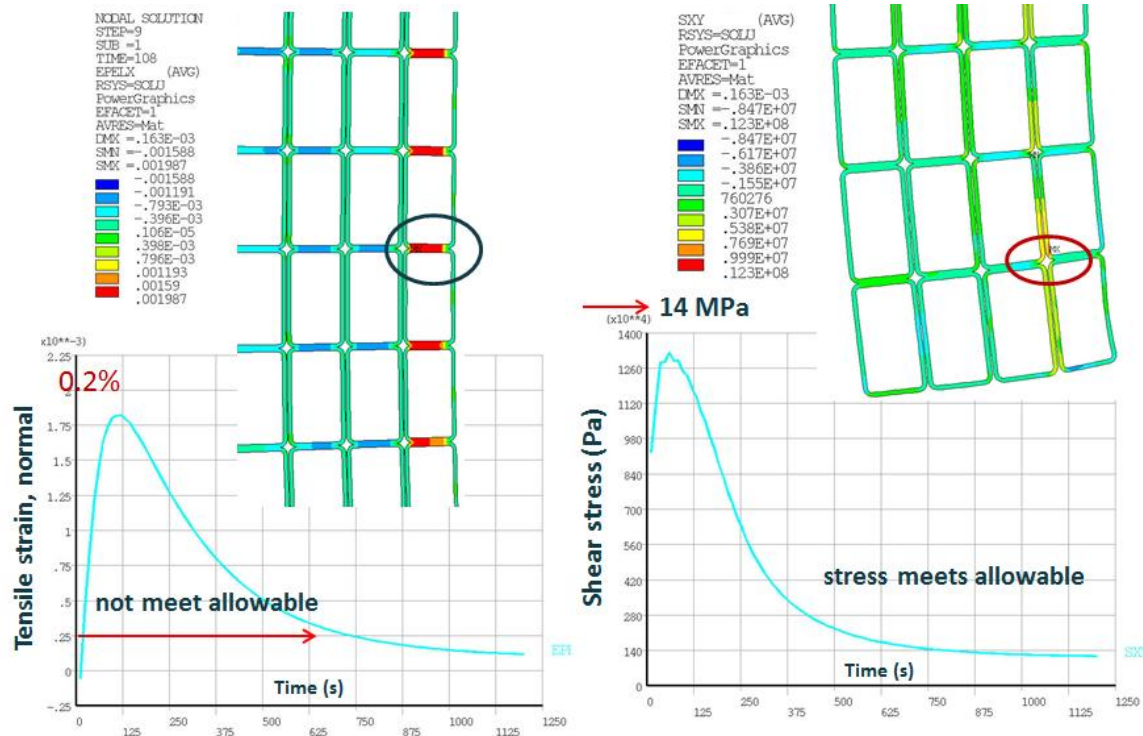 NODAL SOLUTION
STEP=9
SUB =1
TIME=108
EPELX (AVG)
RSYS=SOLU
PowerGraphics
EFACET=1
AVRES=Mat
DMX =.163E-03
SMN =-.001588
SMX =.001987
-.001588
-.001191
-.793E-03
-.396E-03
.106E-05
.398E-03
.796E-03
.001193
.00159
.001987
SXY (AVG)
RSYS=SOLU
PowerGraphics
EFACET=1
AVRES=Mat
DMX =.163E-03
SMN =-.847E+07
SMX =.123E+08
-.847E+07
-.617E+07
-.386E+07
-.155E+07
760276
.307E+07
.538E+07
.769E+07
.999E+07
.123E+08
x10**-3)
2.25
0.2%
2
1.75
1.5
1.25
1
.75
.5
.25
0
-.25
Tensile strain, normal
not meet allowable
EPE
Time (s)
0 125 250 375 500 625 750 875 1000 1125 1250
14 MPa
(x10**4)
1400
1260
1120
980
840
700
560
420
280
140
0
Shear stress (Pa)
stress meets allowable
SX
Time (s)
0 125 250 375 500 625 750 875 1000 1125 1250